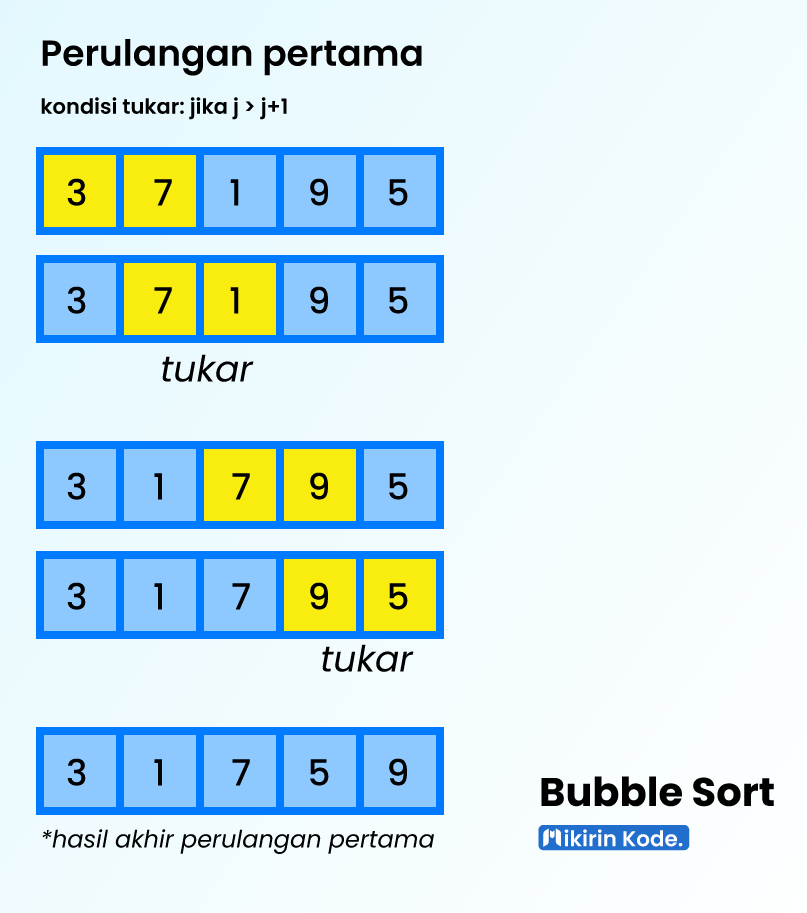 Perulangan pertama
kondisi tukar: jika j > j+1
3 7 1 9 5
3 7 1 9 5
tukar
3 1 7 9 5
3 1 7 9 5
tukar
3 1 7 5 9
*hasil akhir perulangan pertama
Bubble Sort
Mikirin Kode.